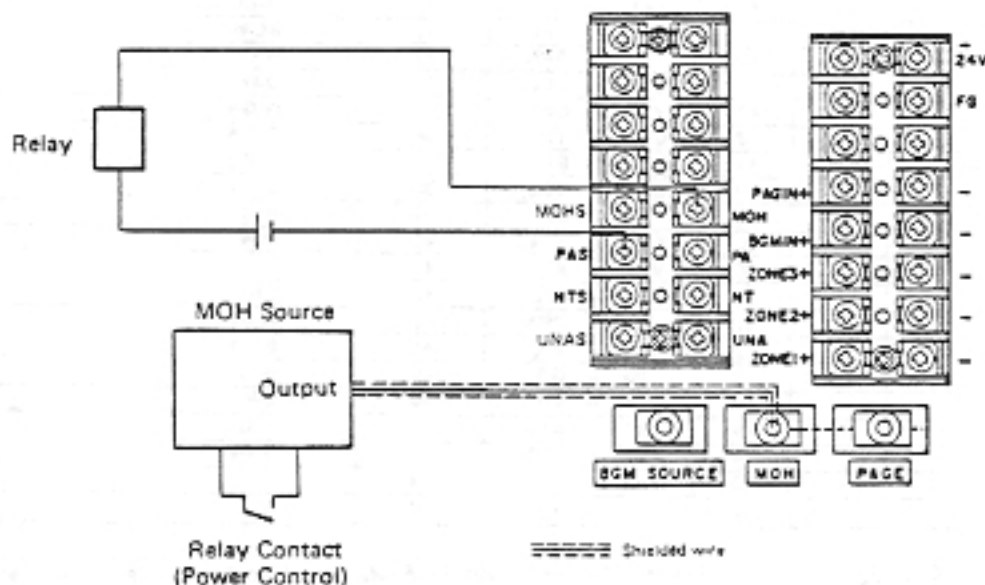 24V
FG
Relay
PAGIN+
MOHS
MOH
BGMIN+
PAS
PA
ZONE3+
MOH Source
NTS
NT
ZONE2+
UNAS
UNA
ZONE1+
Output
BGM SOURCE
MOH
PAGE
Relay Contact
(Power Control)
Shielded wire